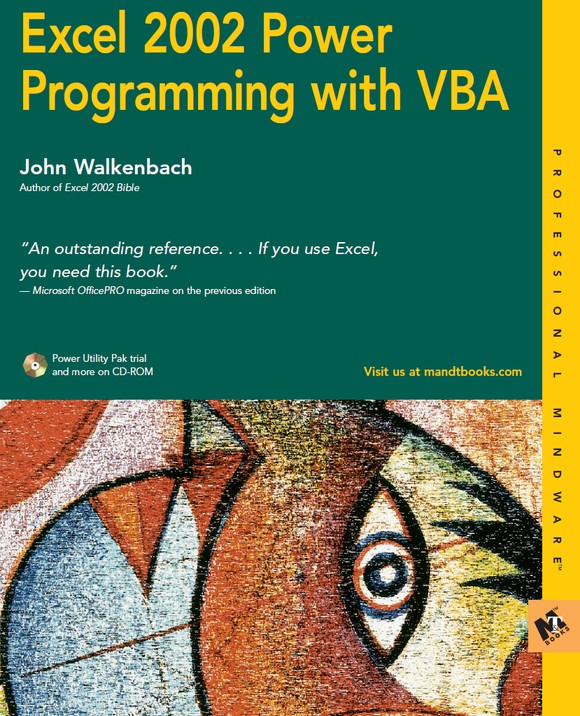 Excel 2002 Power
Programming with VBA
John Walkenbach
Author of Excel 2002 Bible
“An outstanding reference. . . . If you use Excel,
you need this book.”
— Microsoft OfficePRO magazine on the previous edition
Power Utility Pak trial
and more on CD-ROM
Visit us at mandtbooks.com
PROFESSIONAL MINDWARE™
M&T™
BOOKS